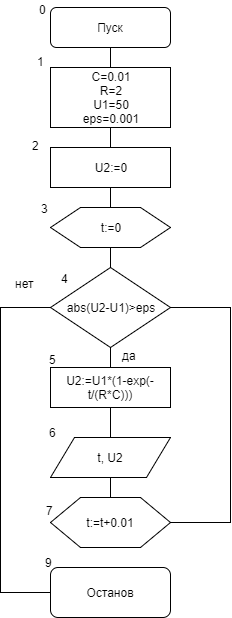 0
Пуск
1
C=0.01
R=2
U1=50
eps=0.001
2
U2:=0
3
t:=0
нет
4
abs(U2-U1)>eps
да
5
U2:=U1*(1-exp(-
t/(R*C)))
6
t, U2
7
t:=t+0.01
9
Останов